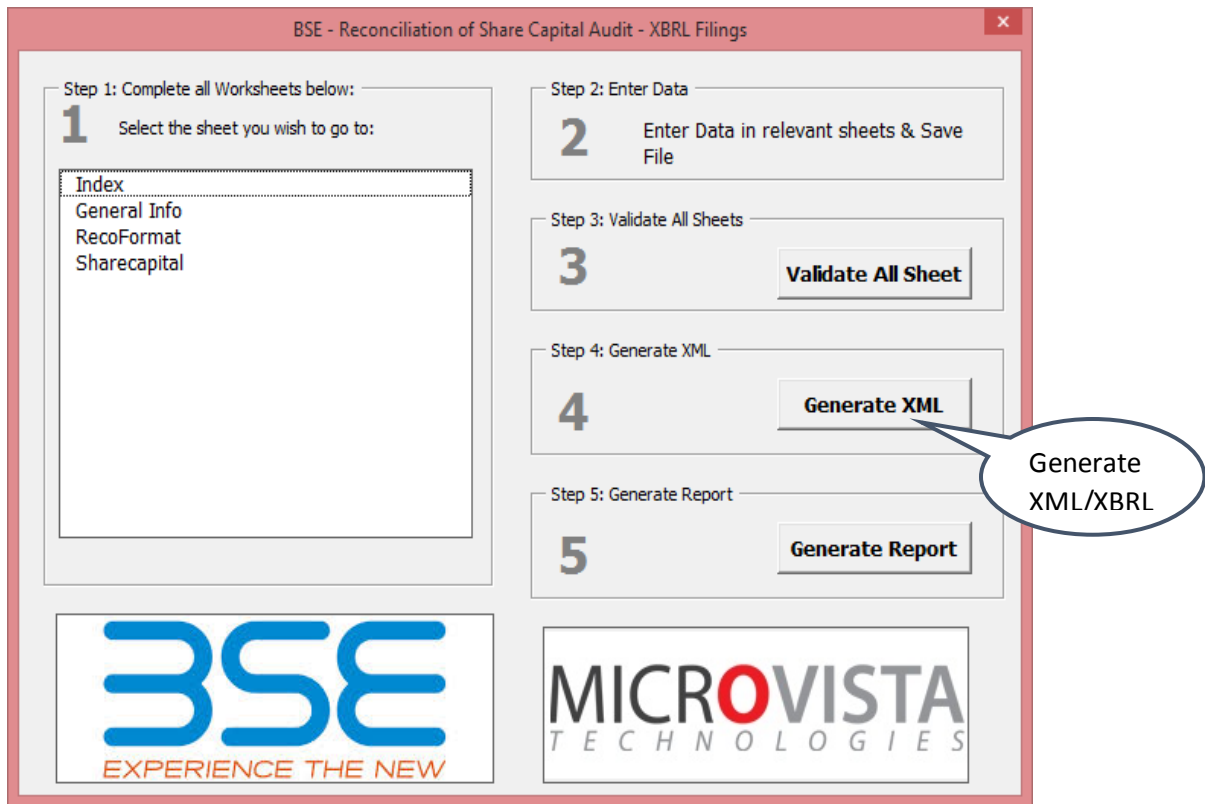 BSE - Reconciliation of Share Capital Audit - XBRL Filings
×
Step 1: Complete all Worksheets below:
1
Select the sheet you wish to go to:
Index
General Info
RecoFormat
Sharecapital
Step 2: Enter Data
2
Enter Data in relevant sheets & Save
File
Step 3: Validate All Sheets
3
Validate All Sheet
Step 4: Generate XML
4
Generate XML
Generate
XML/XBRL
Step 5: Generate Report
5
Generate Report
BSE
EXPERIENCE THE NEW
MICROVISTA
TECHNOLOGIES